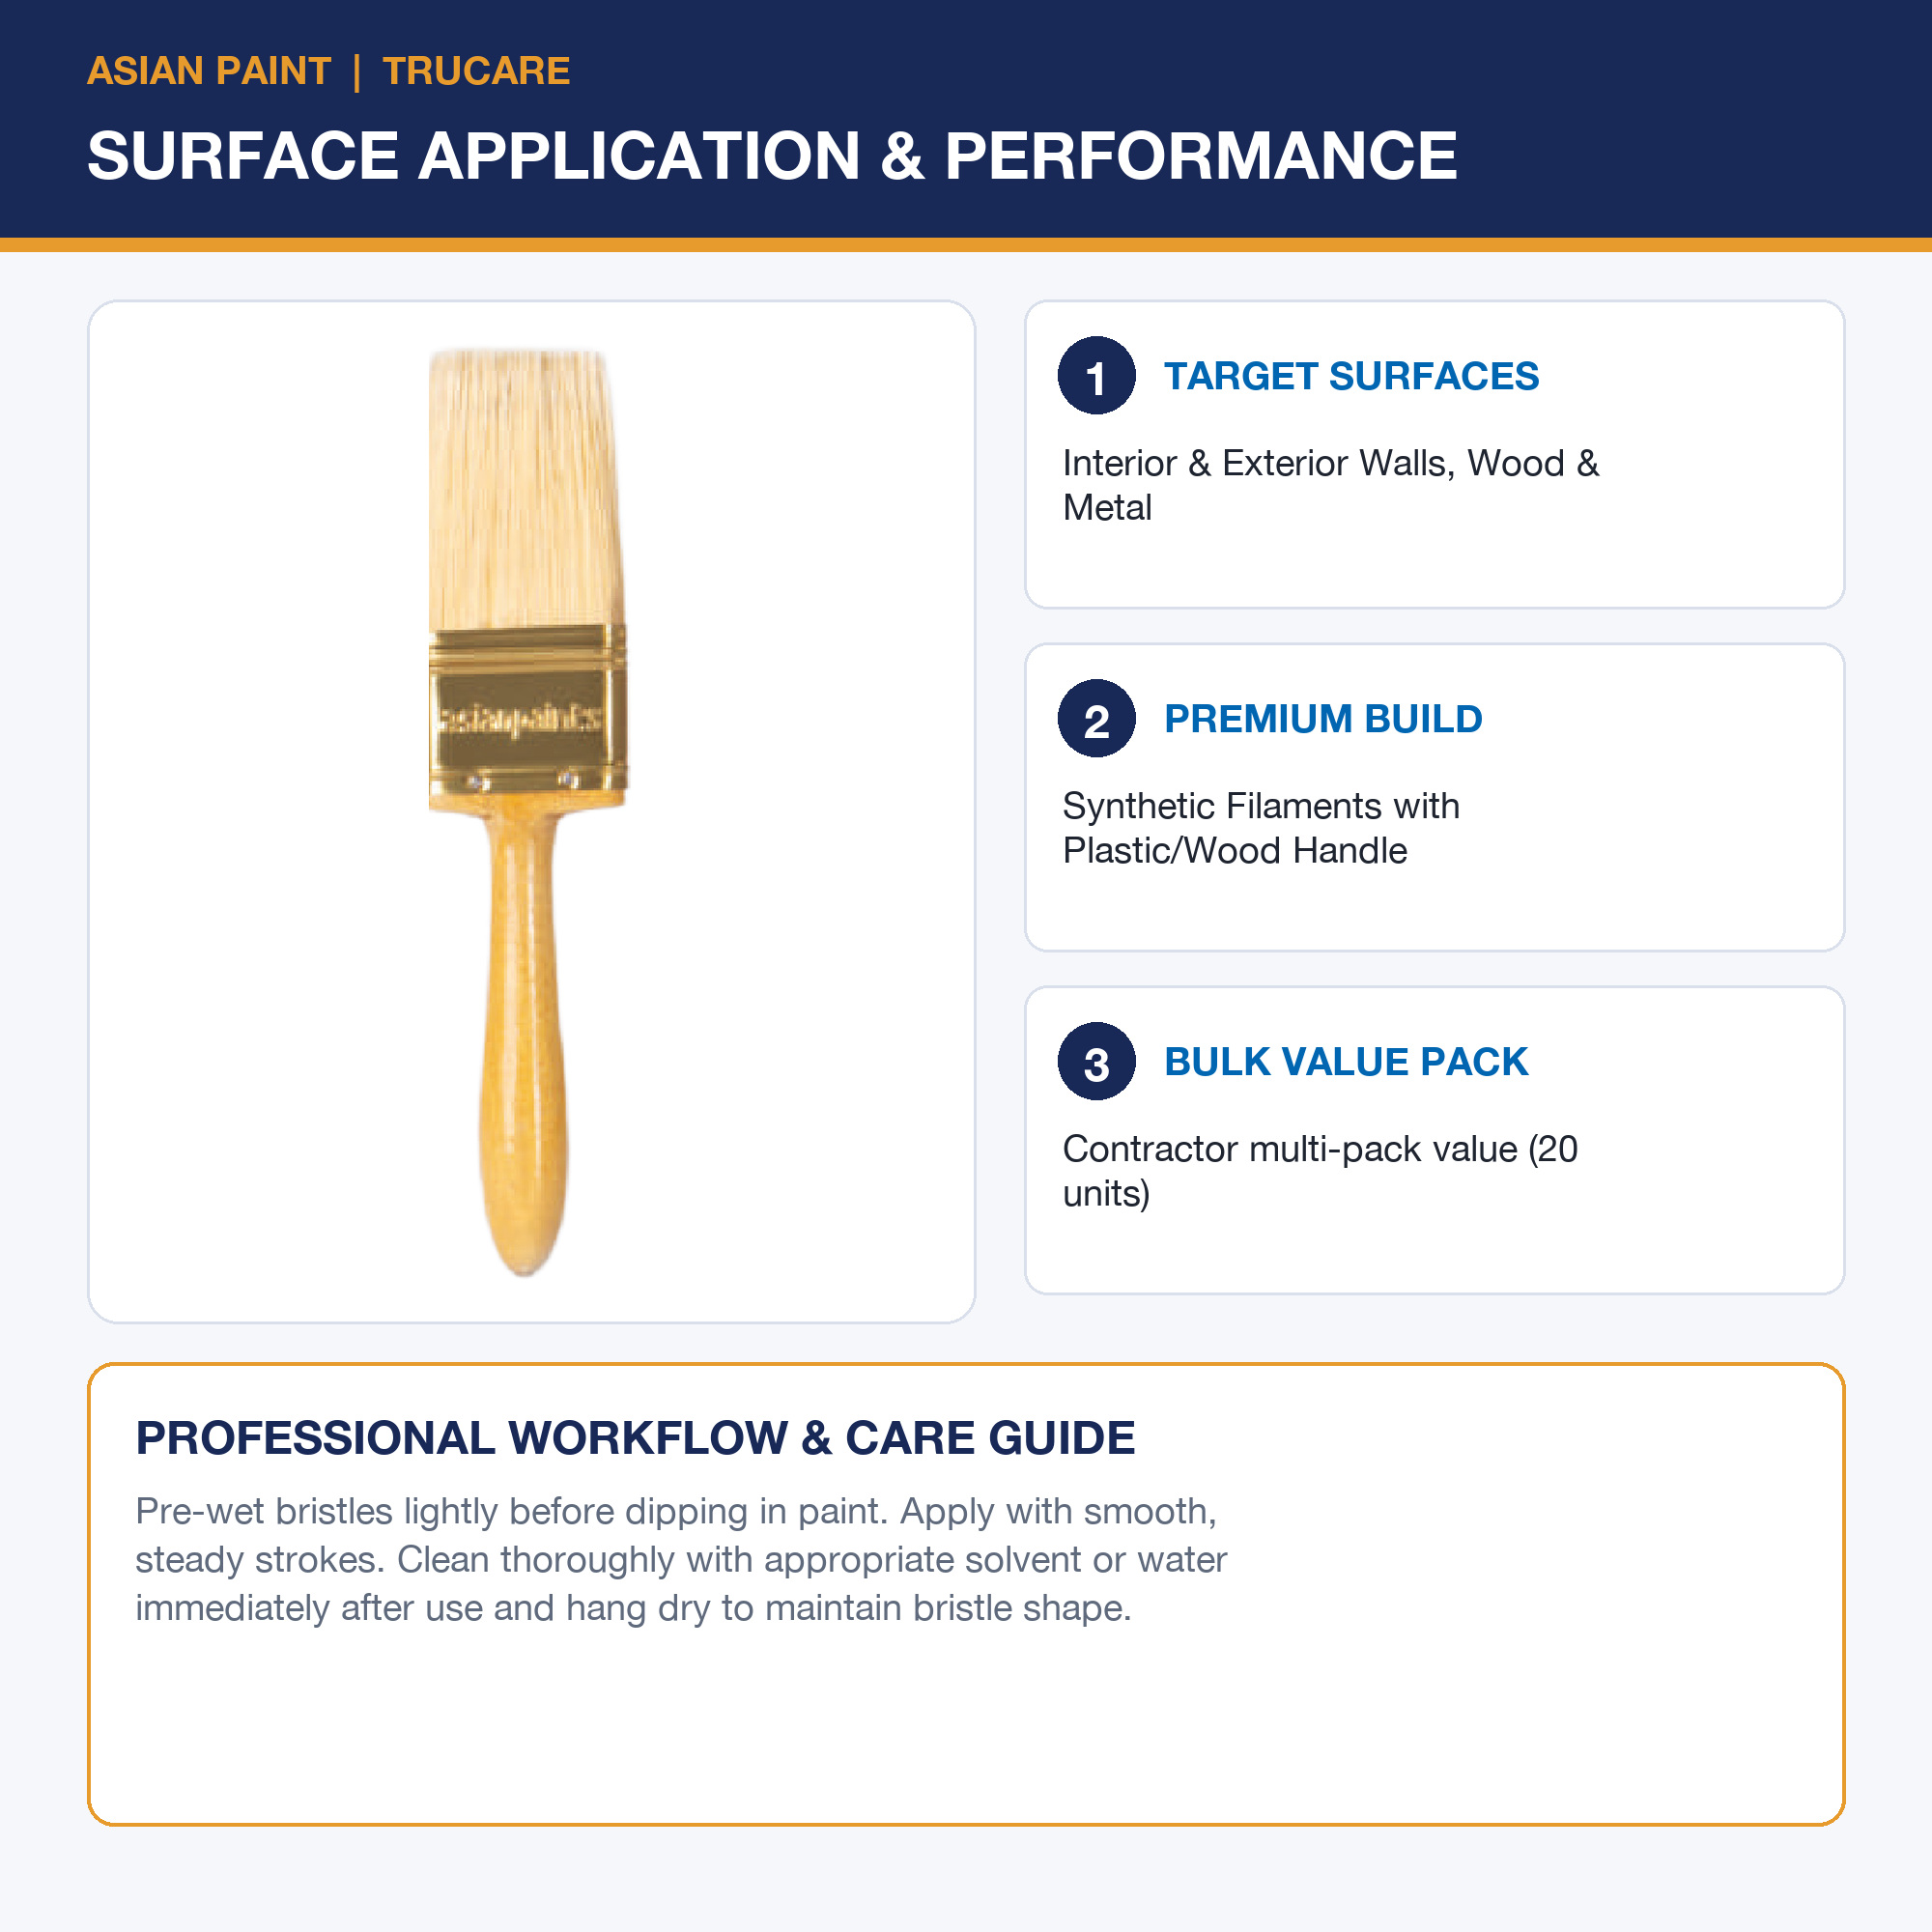 ASIAN PAINT | TRUCARE
SURFACE APPLICATION & PERFORMANCE
asianpaints
1 TARGET SURFACES
Interior & Exterior Walls, Wood &
Metal
2 PREMIUM BUILD
Synthetic Filaments with
Plastic/Wood Handle
3 BULK VALUE PACK
Contractor multi-pack value (20
units)
PROFESSIONAL WORKFLOW & CARE GUIDE
Pre-wet bristles lightly before dipping in paint. Apply with smooth,
steady strokes. Clean thoroughly with appropriate solvent or water
immediately after use and hang dry to maintain bristle shape.